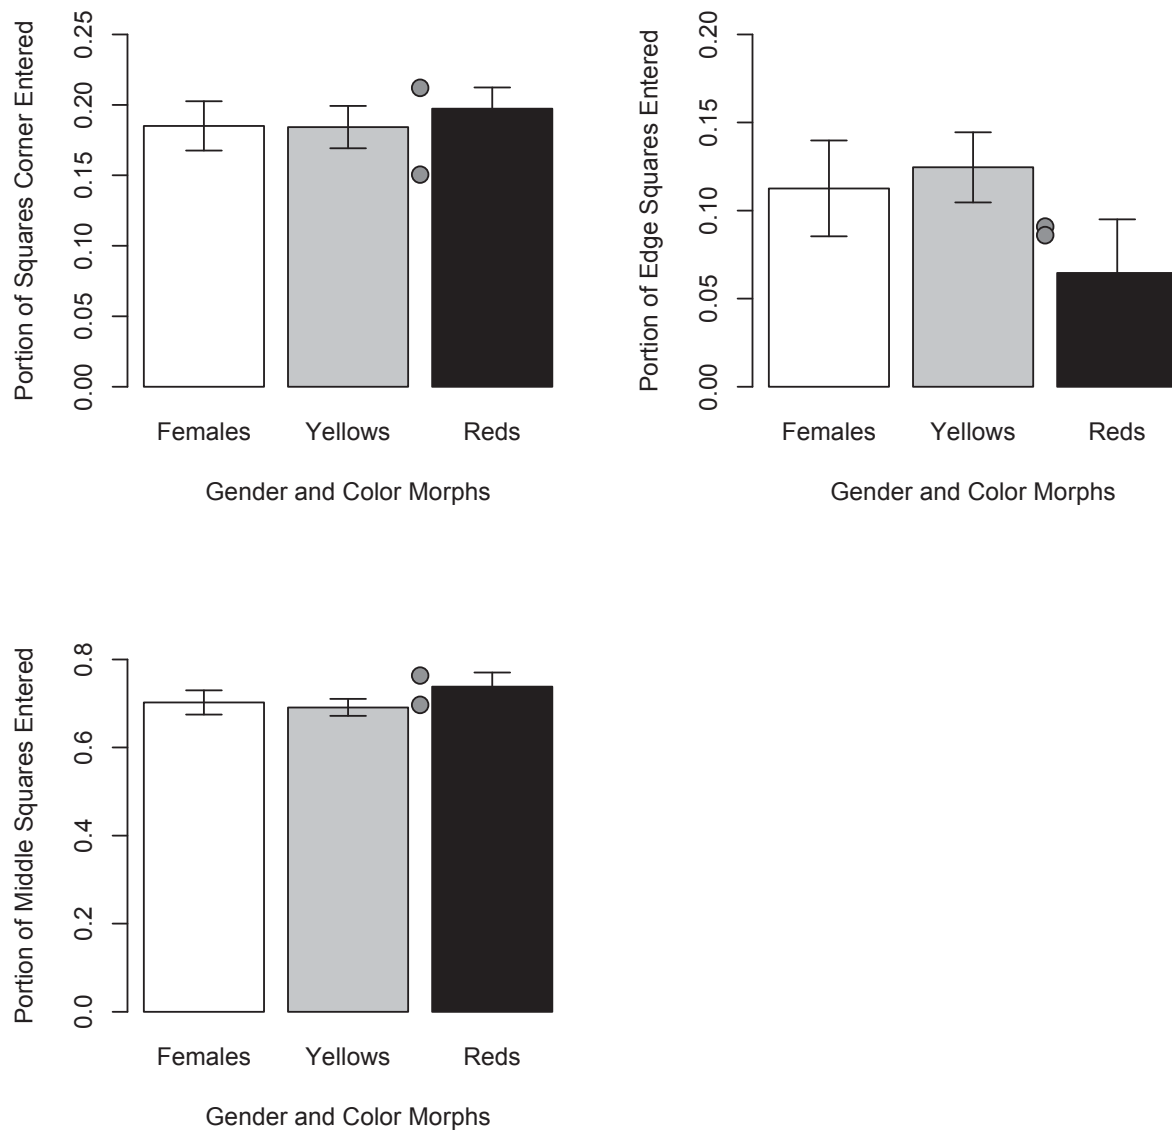 Portion of Squares Corner Entered
0.25
0.20
0.15
0.10
0.05
0.00
Females Yellows Reds
Gender and Color Morphs
Portion of Edge Squares Entered
0.20
0.15
0.10
0.05
0.00
Females Yellows Reds
Gender and Color Morphs
Portion of Middle Squares Entered
0.8
0.6
0.4
0.2
0.0
Females Yellows Reds
Gender and Color Morphs